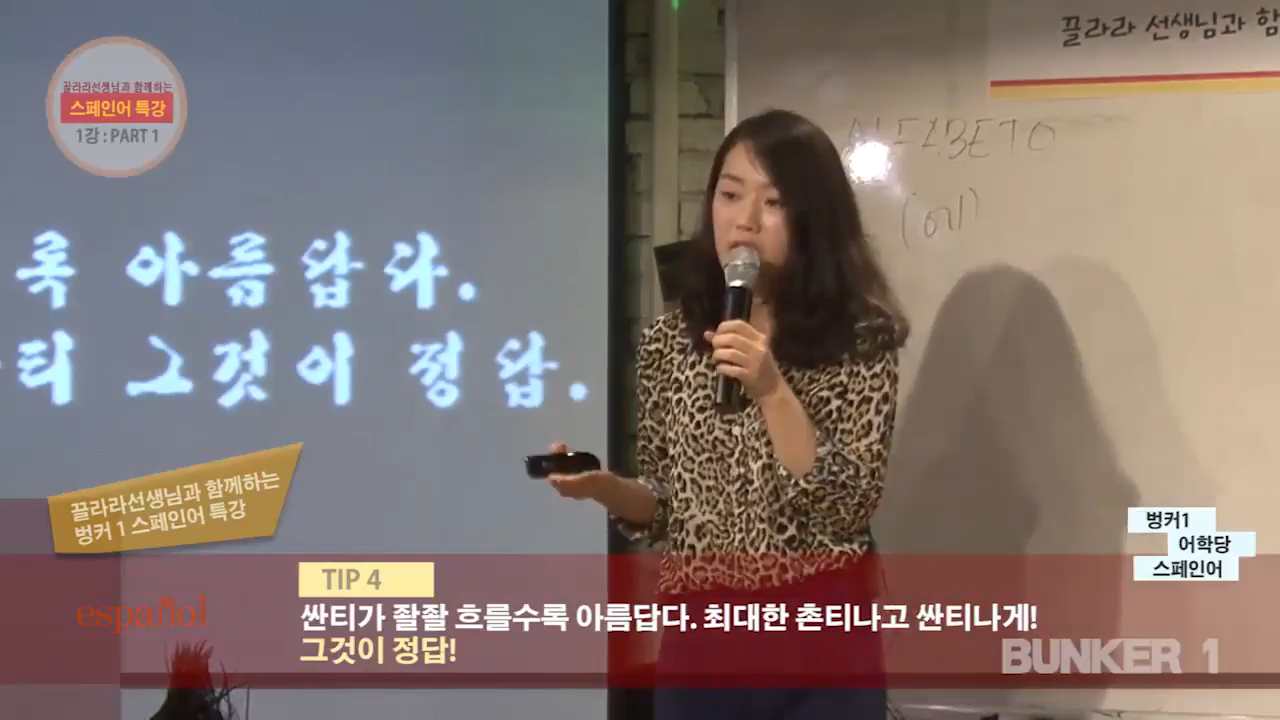 끌라라선생님과 함께하는
스페인어 특강
1강 : PART 1
끌라라 선생님과 함
ALFABETO
(에)
록 아름답다.
티 그것이 정답.
끌라라선생님과 함께하는
벙커 1 스페인어 특강
벙커1
어학당
스페인어
TIP 4
español
싼티가 좔좔 흐를수록 아름답다. 최대한 촌티나고 싼티나게!
그것이 정답!
BUNKER 1